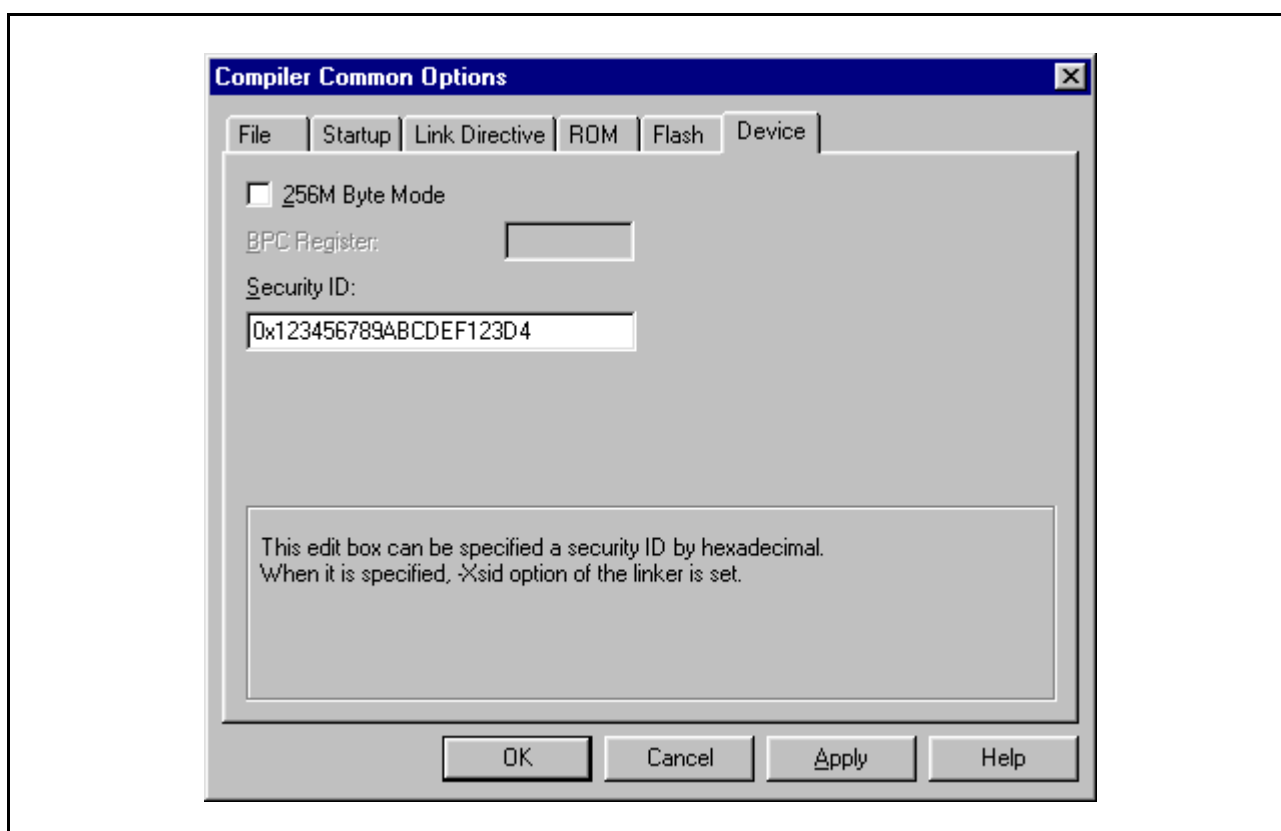 Compiler Common Options
File Startup Link Directive ROM Flash Device
256M Byte Mode
BPC Register:
Security ID:
0x123456789ABCDEF123D4
This edit box can be specified a security ID by hexadecimal.
When it is specified, -Xsid option of the linker is set.
OK Cancel Apply Help